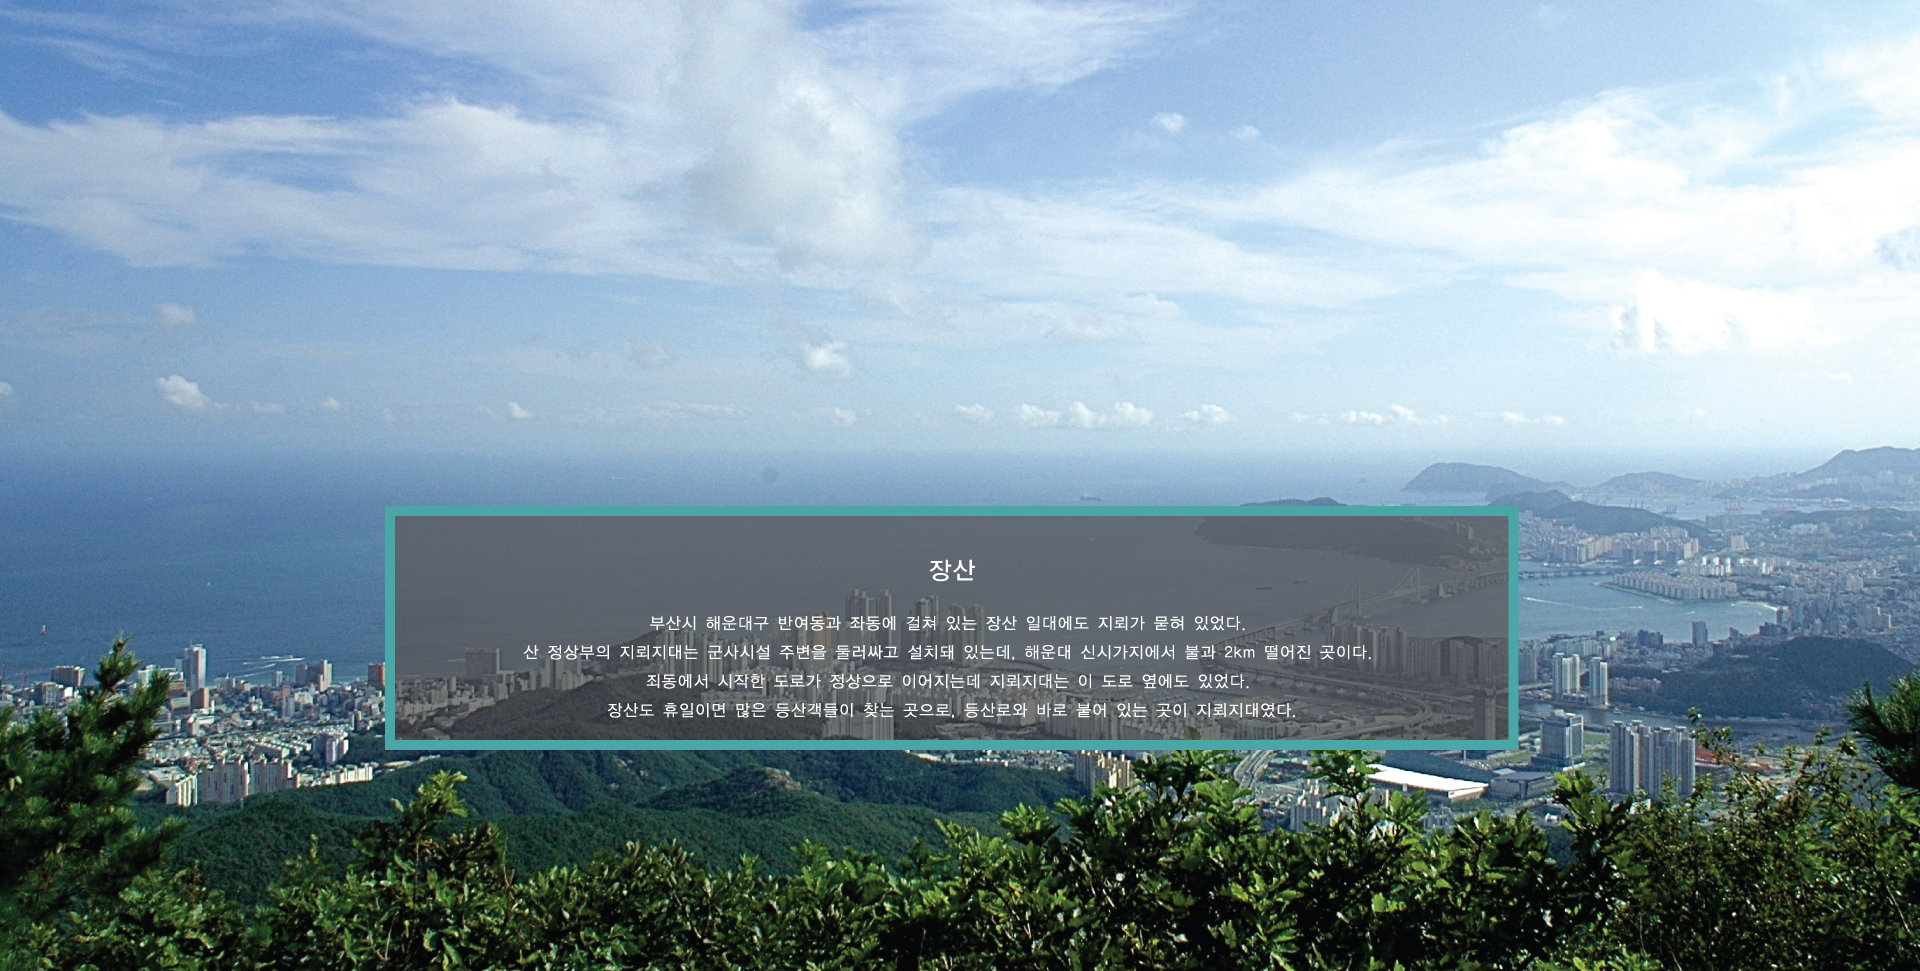 장산
부산시 해운대구 반여동과 좌동에 걸쳐 있는 장산 일대에도 지뢰가 묻혀 있었다.
산 정상부의 지뢰지대는 군사시설 주변을 둘러싸고 설치돼 있는데, 해운대 신시가지에서 불과 2km 떨어진 곳이다.
죄동에서 시작한 도로가 정상으로 이어지는데 지뢰지대는 이 도로 옆에도 있었다.
장산도 휴일이면 많은 등산객들이 찾는 곳으로, 등산로와 바로 붙어 있는 곳이 지뢰지대였다.